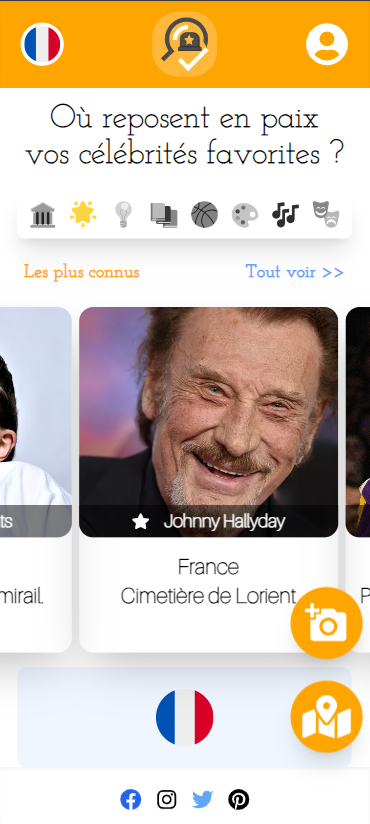 Où reposent en paix
vos célébrités favorites ?
Les plus connus
Tout voir >>
ts
Johnny Hallyday
mirail.
France
Cimetière de Lorient
P